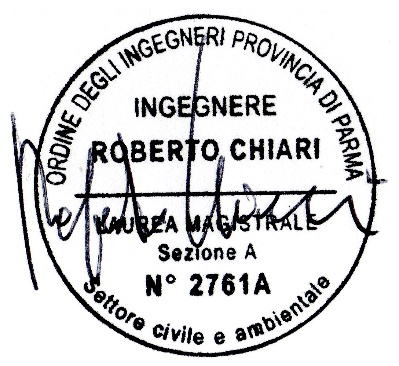 ORDINE DEGLI INGEGNERI PROVINCIA DI PARMA
INGEGNERE
ROBERTO CHIARI
LAUREA MAGISTRALE
Sezione A
N° 2761A
Settore civile e ambientale